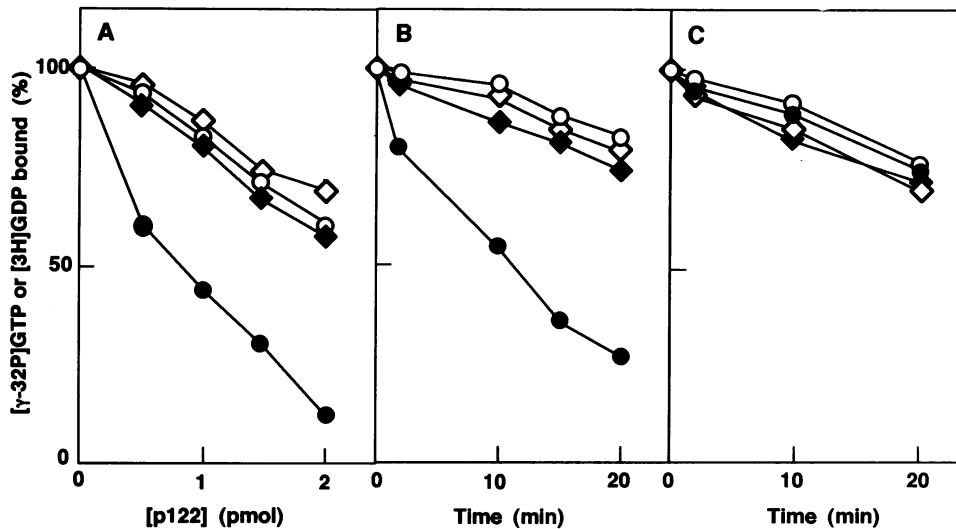 A
B
C
[γ-32P]GTP or [3H]GDP bound (%)
100
50
0
0 1 2
0 10 20
0 10 20
[p122] (pmol)
Time (min)
Time (min)